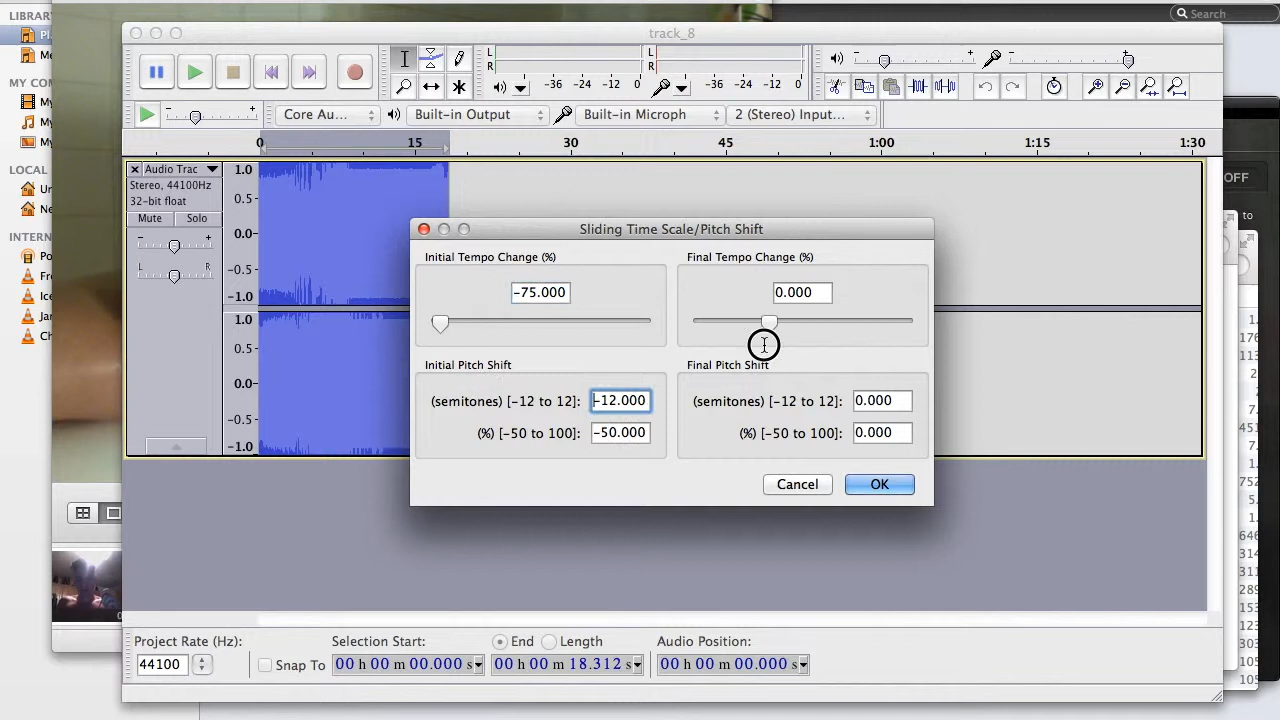 LIBRARY
Search
track_8
MY COM
My
My
My
L
R
-36 -24 -12 0
L
R
-36 -24 -12 0
Core Au...
Built-in Output
Built-in Microph
2 (Stereo) Input...
0 15 30 45 1:00 1:15 1:30
LOCAL
INTERN
Audio Trac
Stereo, 44100Hz
32-bit float
Mute Solo
- +
L R
1.0
0.5-
0.0-
-0.5-
-1.0
1.0
0.5-
0.0-
-0.5-
-1.0
OFF
to
Sliding Time Scale/Pitch Shift
Initial Tempo Change (%)
-75.000
Final Tempo Change (%)
0.000
Initial Pitch Shift
(semitones) [-12 to 12]: -12.000
(%) [-50 to 100]: -50.000
Final Pitch Shift
(semitones) [-12 to 12]: 0.000
(%) [-50 to 100]: 0.000
Cancel
OK
Project Rate (Hz):
44100
Snap To
Selection Start:
00 h 00 m 00.000 s
End
Length
00 h 00 m 18.312 s
Audio Position:
00 h 00 m 00.000 s